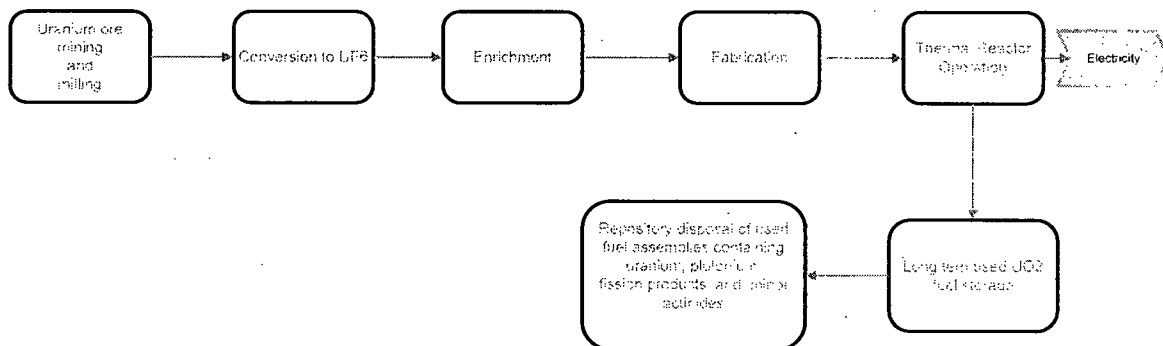 Uranium ore
mining
and
milling
Conversion to UF6
Enrichment
Fabrication
Thermal Reactor
Operation
Electricity
Repository disposal of used
fuel assemblies containing
uranium, plutonium,
fission products, and minor
actinides
Long term used UO2
fuel storage